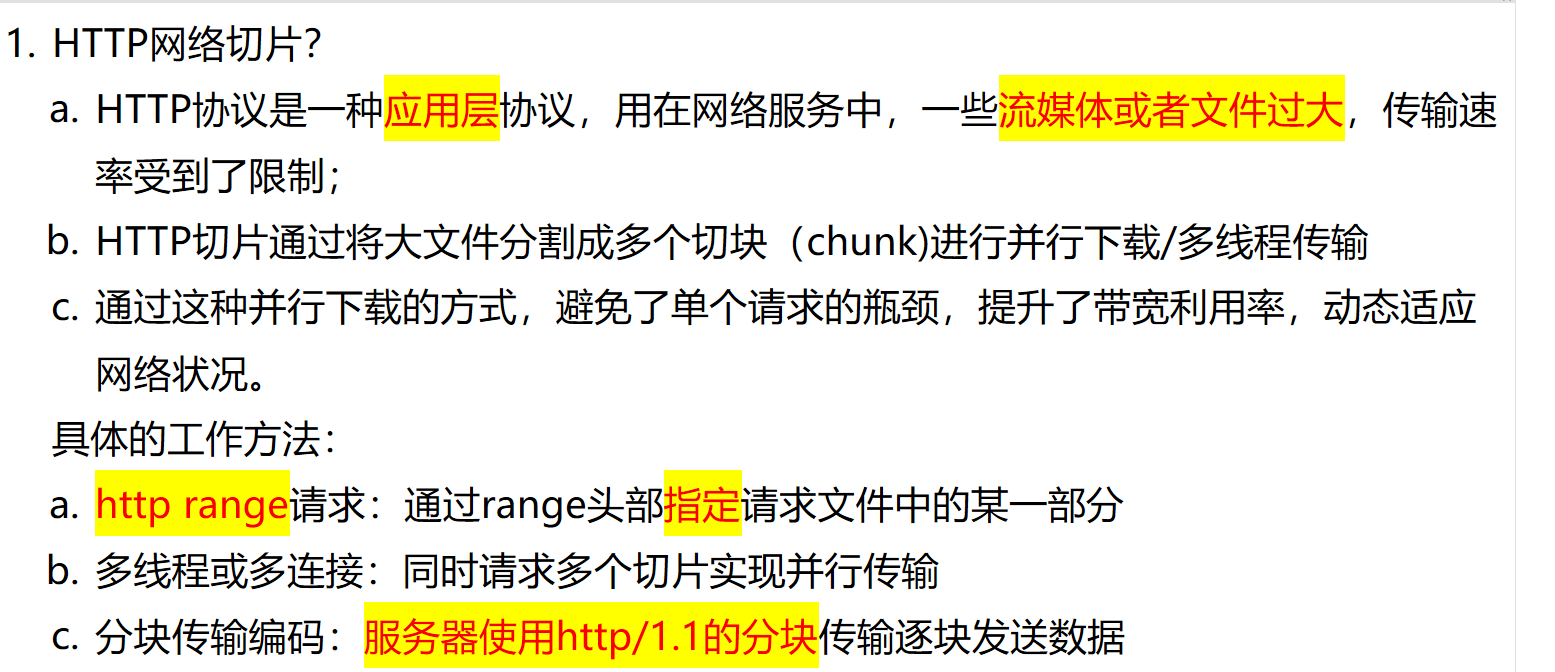 1. HTTP网络切片？
a. HTTP协议是一种应用层协议，用在网络服务中，一些流媒体或者文件过大，传输速
率受到了限制；
b. HTTP切片通过将大文件分割成多个切块（chunk)进行并行下载/多线程传输
c. 通过这种并行下载的方式，避免了单个请求的瓶颈，提升了带宽利用率，动态适应
网络状况。
具体的工作方法：
a. http range请求：通过range头部指定请求文件中的某一部分
b. 多线程或多连接：同时请求多个切片实现并行传输
c. 分块传输编码：服务器使用http/1.1的分块传输逐块发送数据